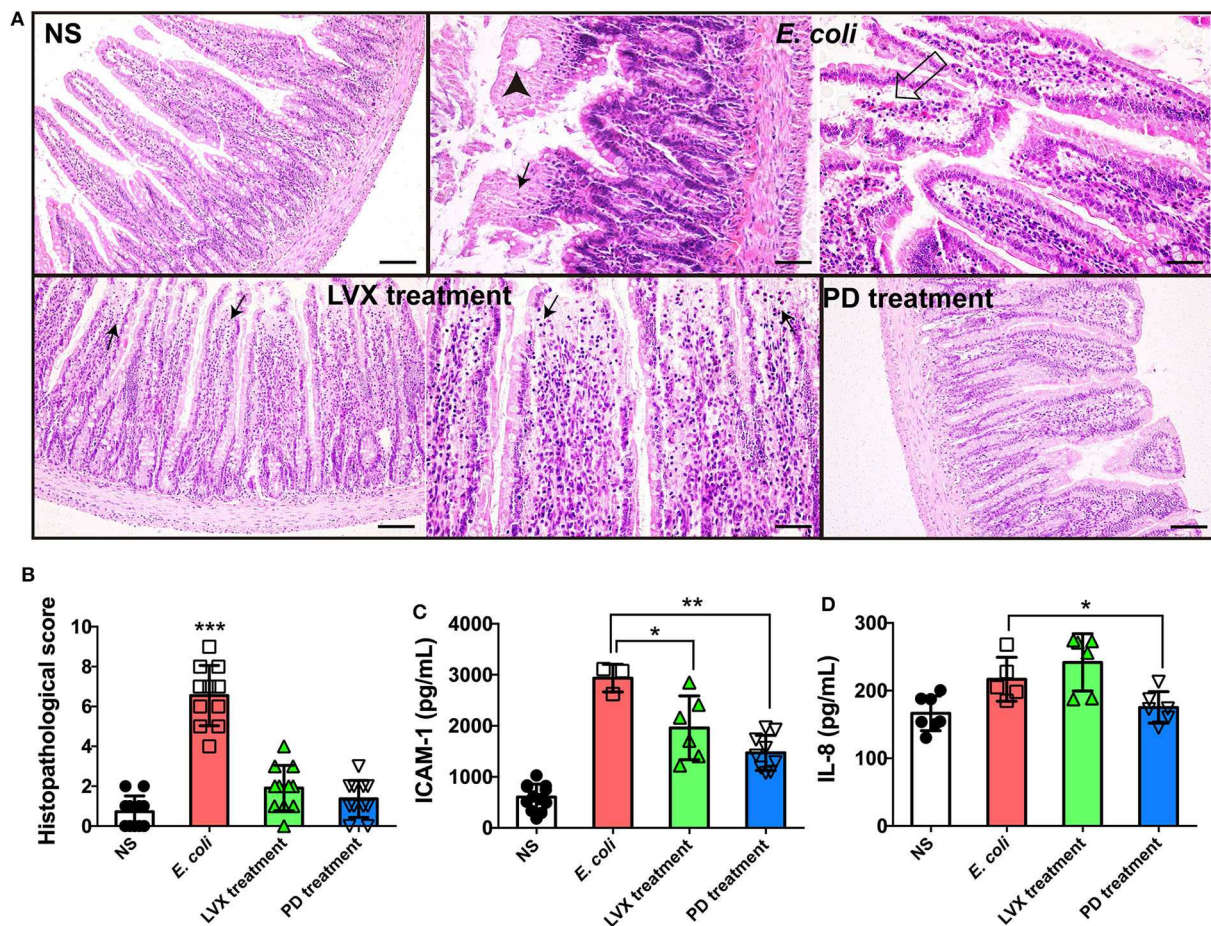 A
NS
E. coli
LVX treatment
PD treatment
B
Histopathological score
10
8
6
4
2
0
***
NS
E. coli
LVX treatment
PD treatment
C
ICAM-1 (pg/mL)
4000
3000
2000
1000
0
**
*
NS
E. coli
LVX treatment
PD treatment
D
IL-8 (pg/mL)
300
200
100
0
*
NS
E. coli
LVX treatment
PD treatment